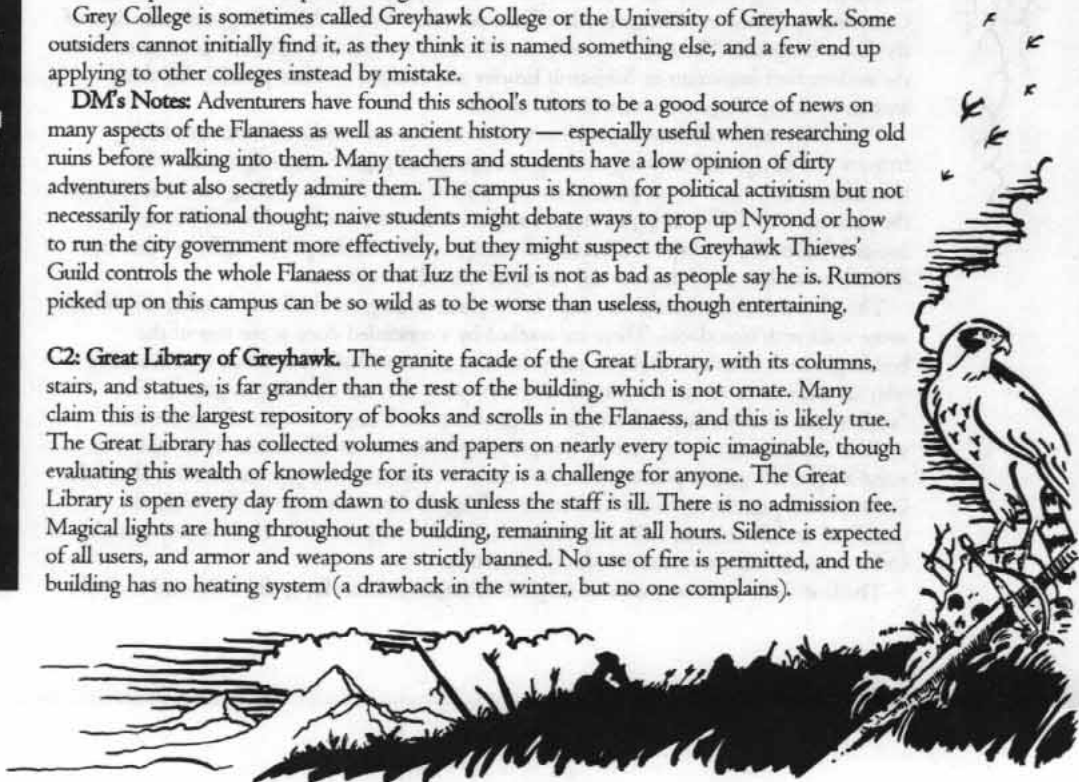 Grey College is sometimes called Greyhawk College or the University of Greyhawk. Some
outsiders cannot initially find it, as they think it is named something else, and a few end up
applying to other colleges instead by mistake.
DM's Notes: Adventurers have found this school's tutors to be a good source of news on
many aspects of the Flanaess as well as ancient history — especially useful when researching old
ruins before walking into them. Many teachers and students have a low opinion of dirty
adventurers but also secretly admire them. The campus is known for political activitism but not
necessarily for rational thought; naive students might debate ways to prop up Nyrond or how
to run the city government more effectively, but they might suspect the Greyhawk Thieves'
Guild controls the whole Flanaess or that Iuz the Evil is not as bad as people say he is. Rumors
picked up on this campus can be so wild as to be worse than useless, though entertaining.
C2: Great Library of Greyhawk. The granite facade of the Great Library, with its columns,
stairs, and statues, is far grander than the rest of the building, which is not ornate. Many
claim this is the largest repository of books and scrolls in the Flanaess, and this is likely true.
The Great Library has collected volumes and papers on nearly every topic imaginable, though
evaluating this wealth of knowledge for its veracity is a challenge for anyone. The Great
Library is open every day from dawn to dusk unless the staff is ill. There is no admission fee.
Magical lights are hung throughout the building, remaining lit at all hours. Silence is expected
of all users, and armor and weapons are strictly banned. No use of fire is permitted, and the
building has no heating system (a drawback in the winter, but no one complains).